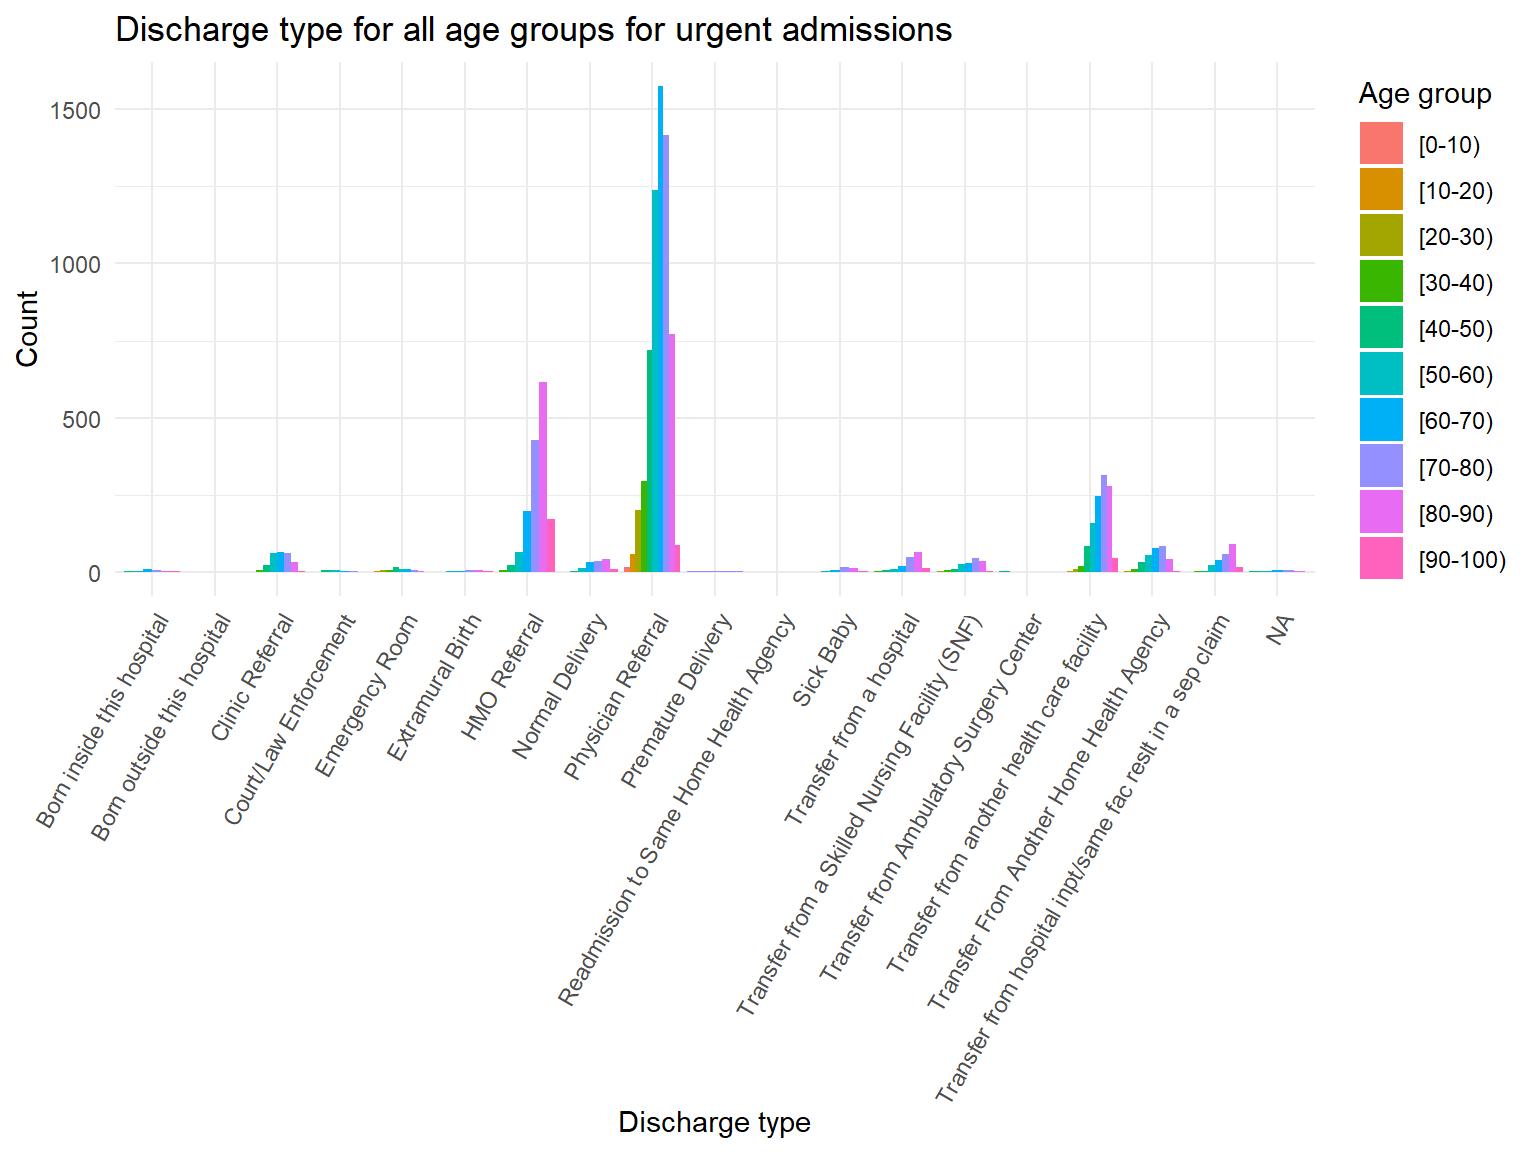 Discharge type for all age groups for urgent admissions
Count
1500
1000
500
0
Born inside this hospital
Born outside this hospital
Clinic Referral
Court/Law Enforcement
Emergency Room
Extramural Birth
HMO Referral
Normal Delivery
Physician Referral
Premature Delivery
Readmission to Same Home Health Agency
Sick Baby
Transfer from a hospital
Transfer from a Skilled Nursing Facility (SNF)
Transfer from Ambulatory Surgery Center
Transfer from another health care facility
Transfer From Another Home Health Agency
Transfer from hospital inpt/same fac reslt in a sep claim
NA
Discharge type
Age group
[0-10)
[10-20)
[20-30)
[30-40)
[40-50)
[50-60)
[60-70)
[70-80)
[80-90)
[90-100)